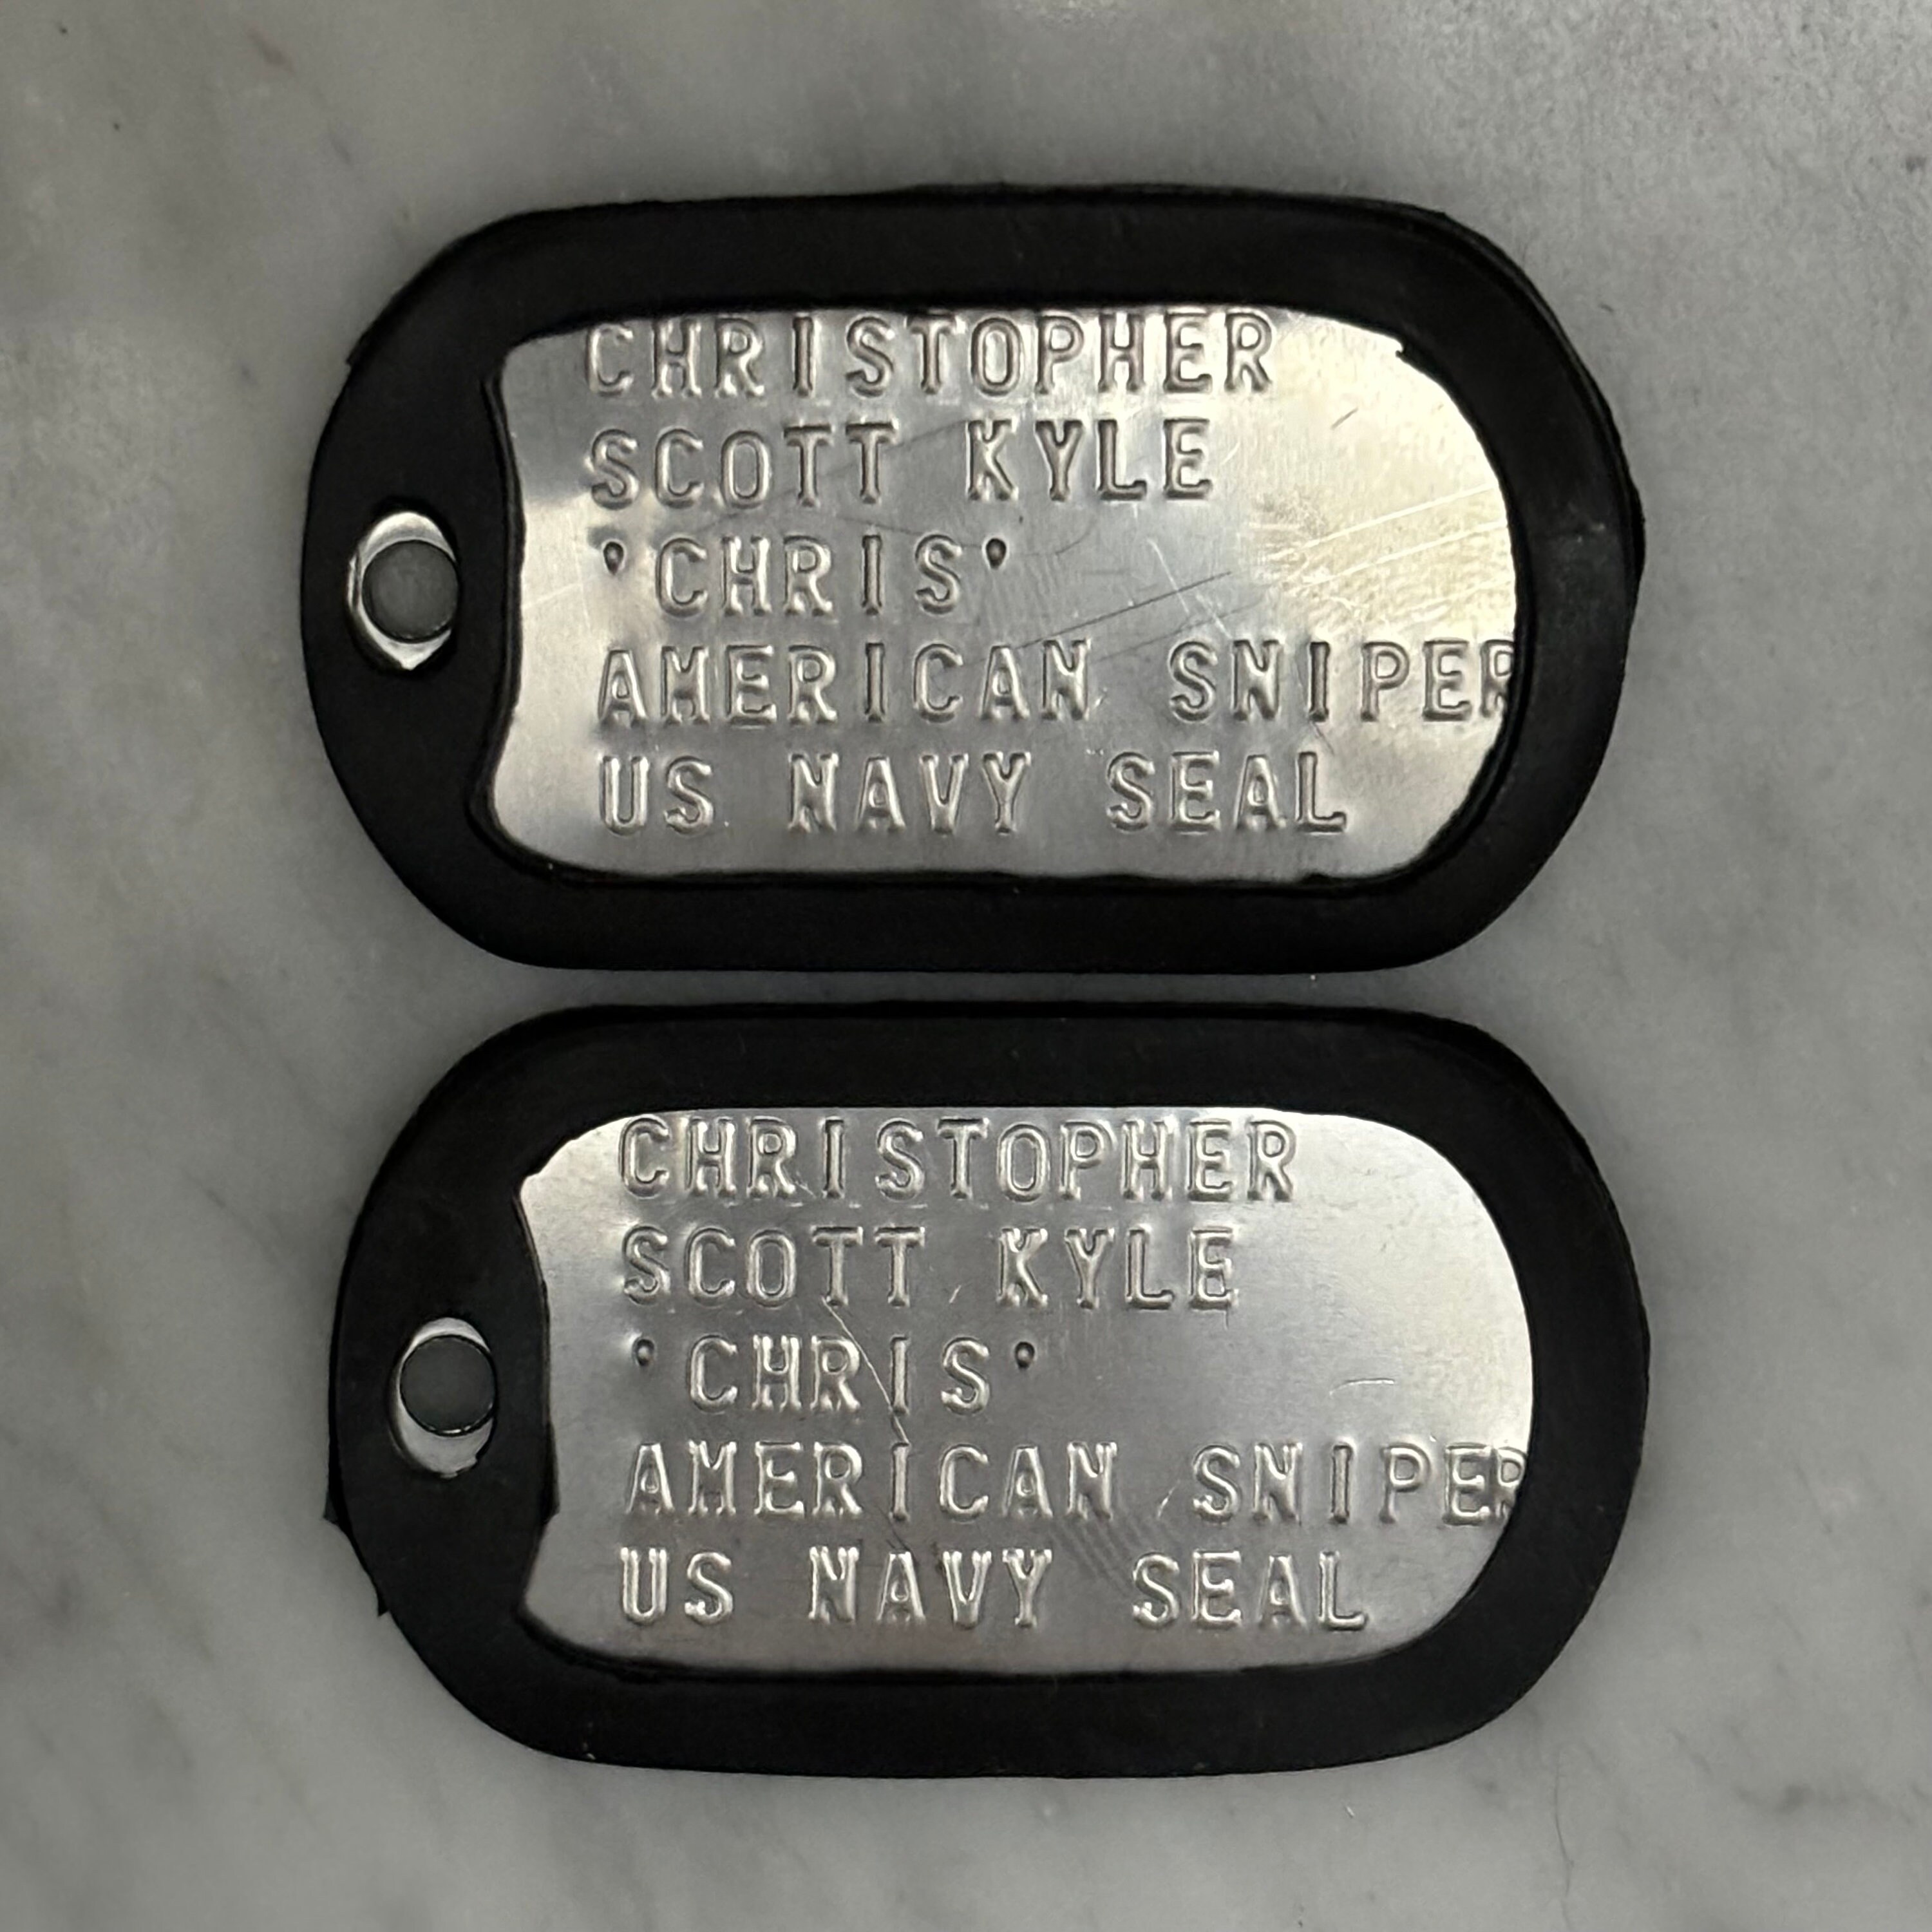 CHRISTOPHER
SCOTT KYLE
'CHRIS'
AMERICAN SNIPER
US NAVY SEAL
CHRISTOPHER
SCOTT KYLE
'CHRIS'
AMERICAN SNIPER
US NAVY SEAL